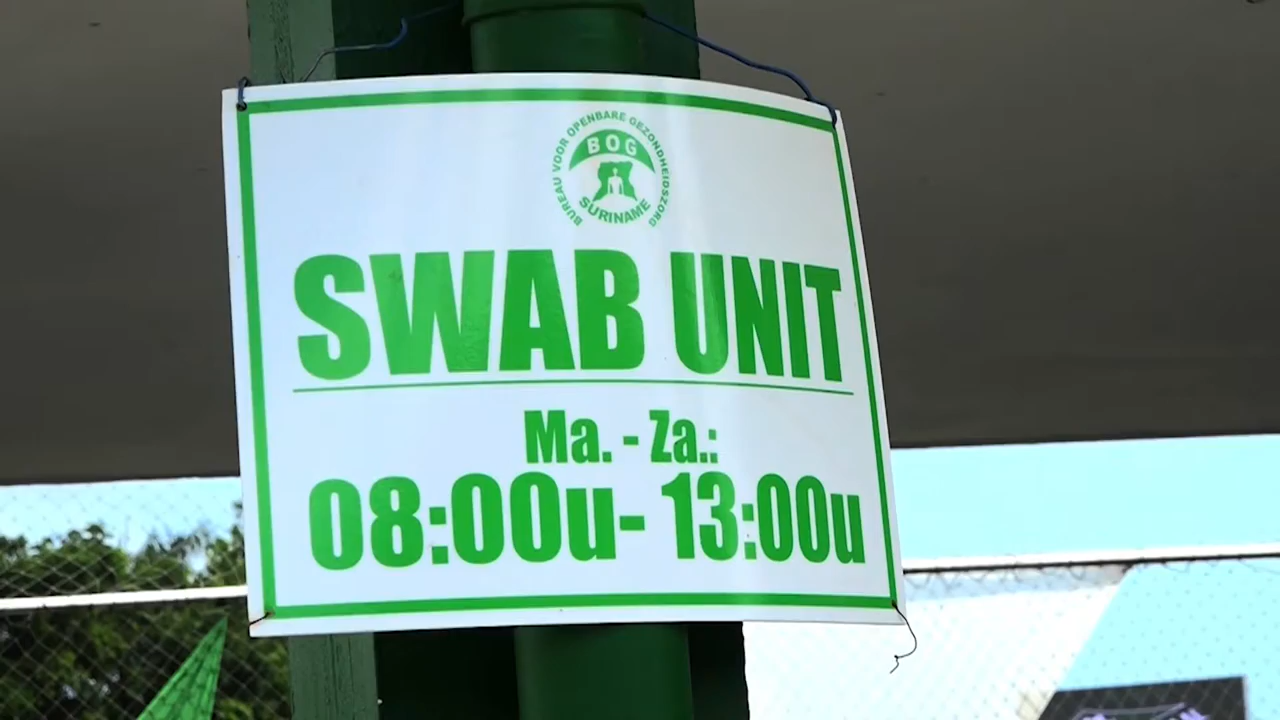 BUREAU VOOR OPENBARE GEZONDHEIDSZORG
BOG
SURINAME
SWAB UNIT
Ma. - Za.:
08:00u- 13:00u